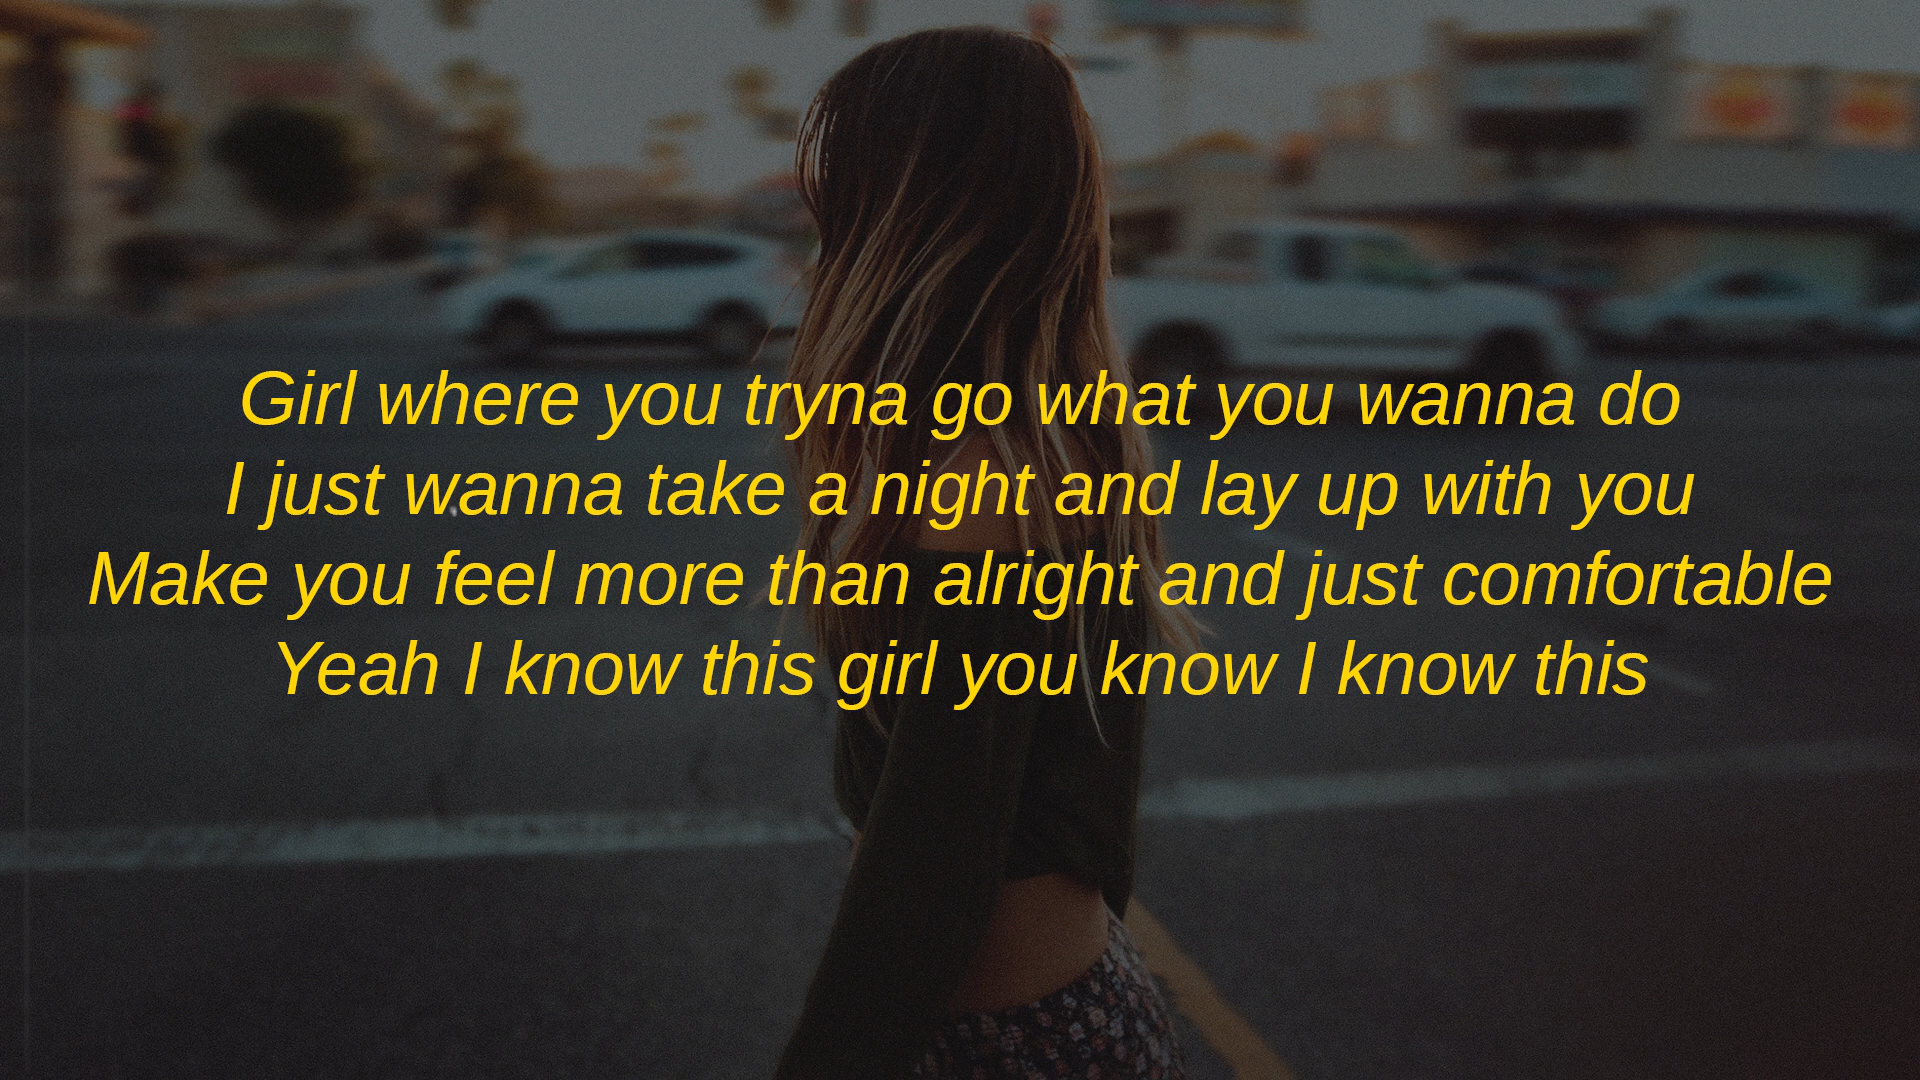 Girl where you tryna go what you wanna do
I just wanna take a night and lay up with you
Make you feel more than alright and just comfortable
Yeah I know this girl you know I know this